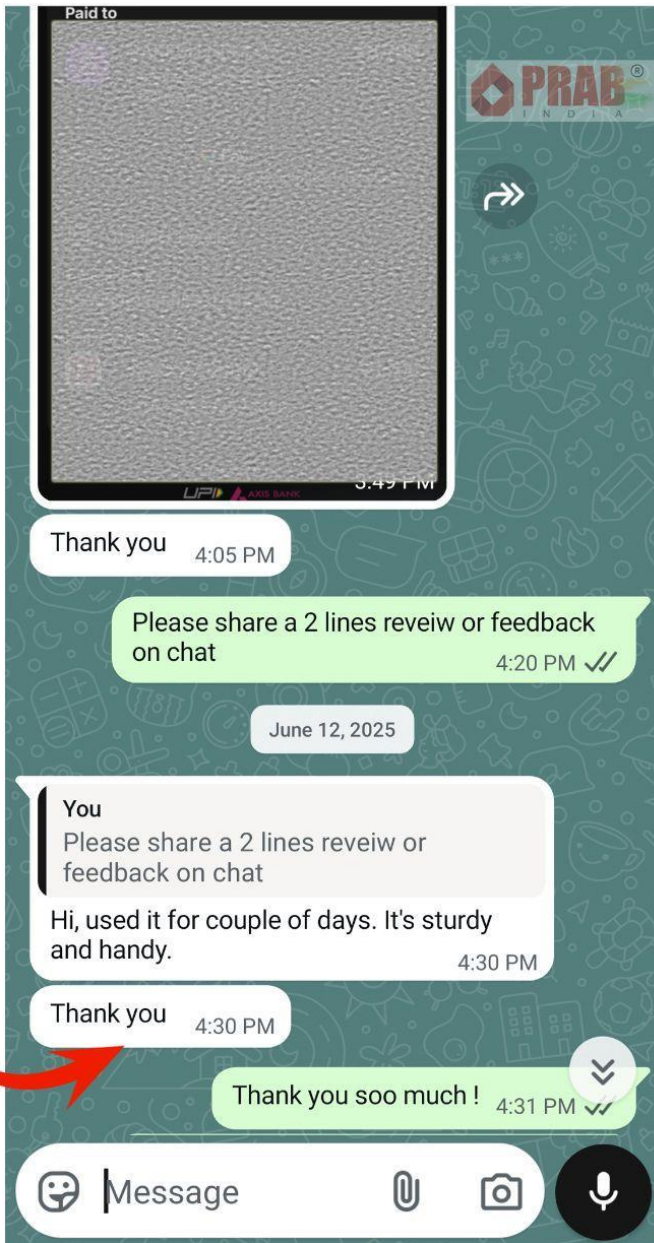 Paid to
PRAB®
INDIA
***
UPI AXIS BANK
3:49 PM
Thank you
4:05 PM
Please share a 2 lines reveiw or feedback
on chat
4:20 PM
June 12, 2025
You
Please share a 2 lines reveiw or
feedback on chat
Hi, used it for couple of days. It's sturdy
and handy.
4:30 PM
Thank you
4:30 PM
Thank you soo much !
4:31 PM
Message